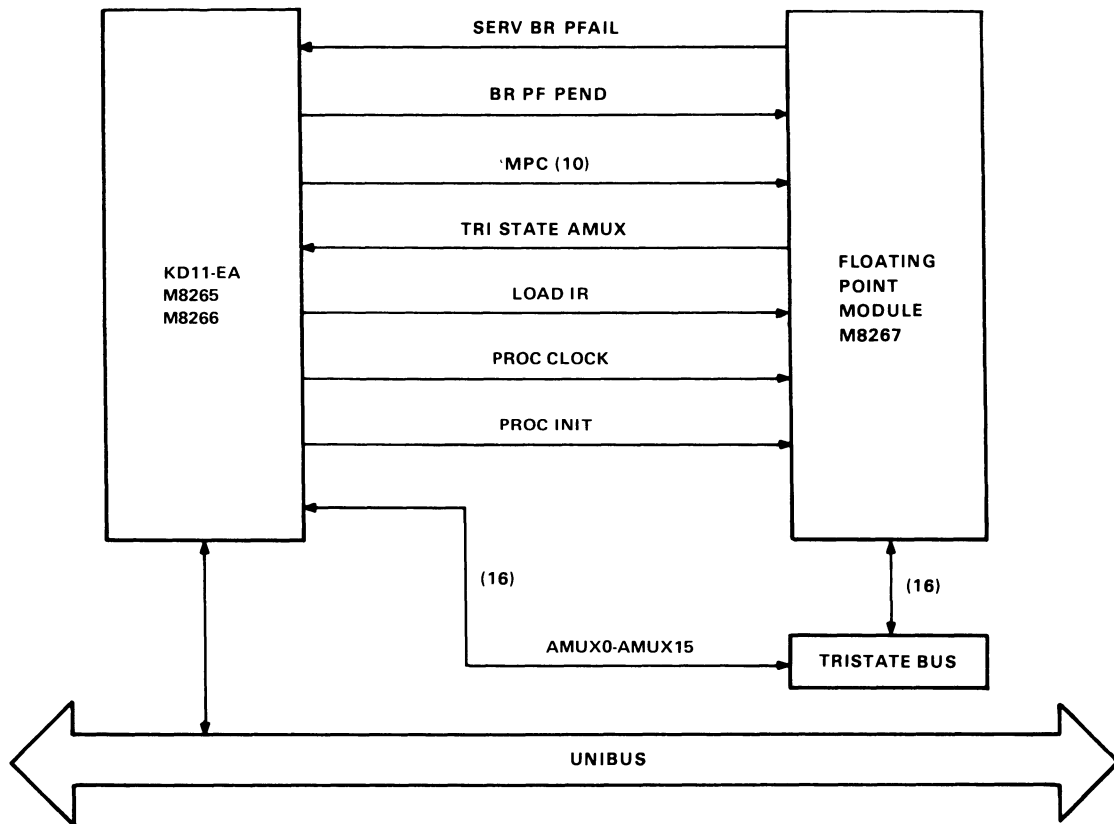 SERV BR PFAIL
BR PF PEND
MPC (10)
TRI STATE AMUX
LOAD IR
PROC CLOCK
PROC INIT
KD11-EA
M8265
M8266
FLOATING
POINT
MODULE
M8267
(16)
(16)
AMUX0-AMUX15
TRISTATE BUS
UNIBUS